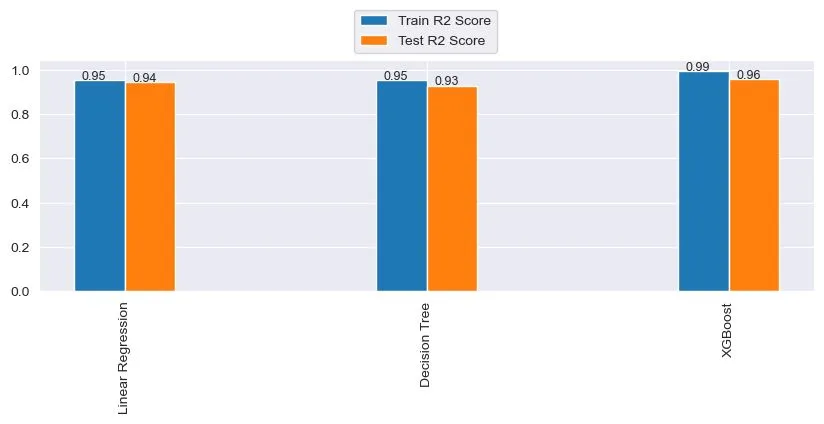 Train R2 Score
Test R2 Score
1.0
0.8
0.6
0.4
0.2
0.0
0.95
0.94
0.95
0.93
0.99
0.96
Linear Regression
Decision Tree
XGBoost